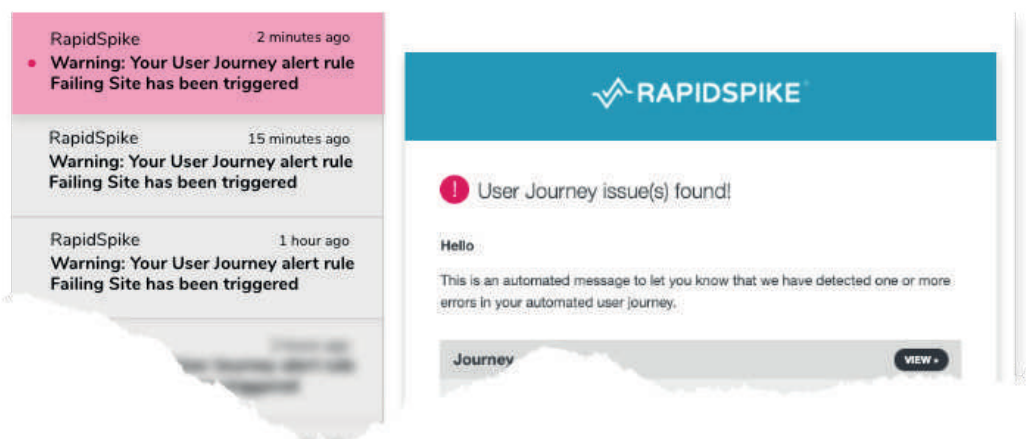 RapidSpike 2 minutes ago
Warning: Your User Journey alert rule
Failing Site has been triggered
RapidSpike 15 minutes ago
Warning: Your User Journey alert rule
Failing Site has been triggered
RapidSpike 1 hour ago
Warning: Your User Journey alert rule
Failing Site has been triggered
RAPIDSPIKE
! User Journey issue(s) found!
Hello
This is an automated message to let you know that we have detected one or more
errors in your automated user journey.
Journey VIEW »